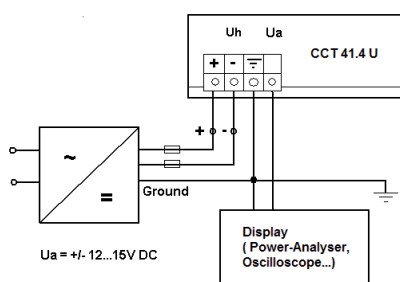 Uh Ua
CCT 41.4 U
+ -
+ -
~
=
Ground
Ua = +/- 12...15V DC
Display
( Power-Analyser,
Oscilloscope...)